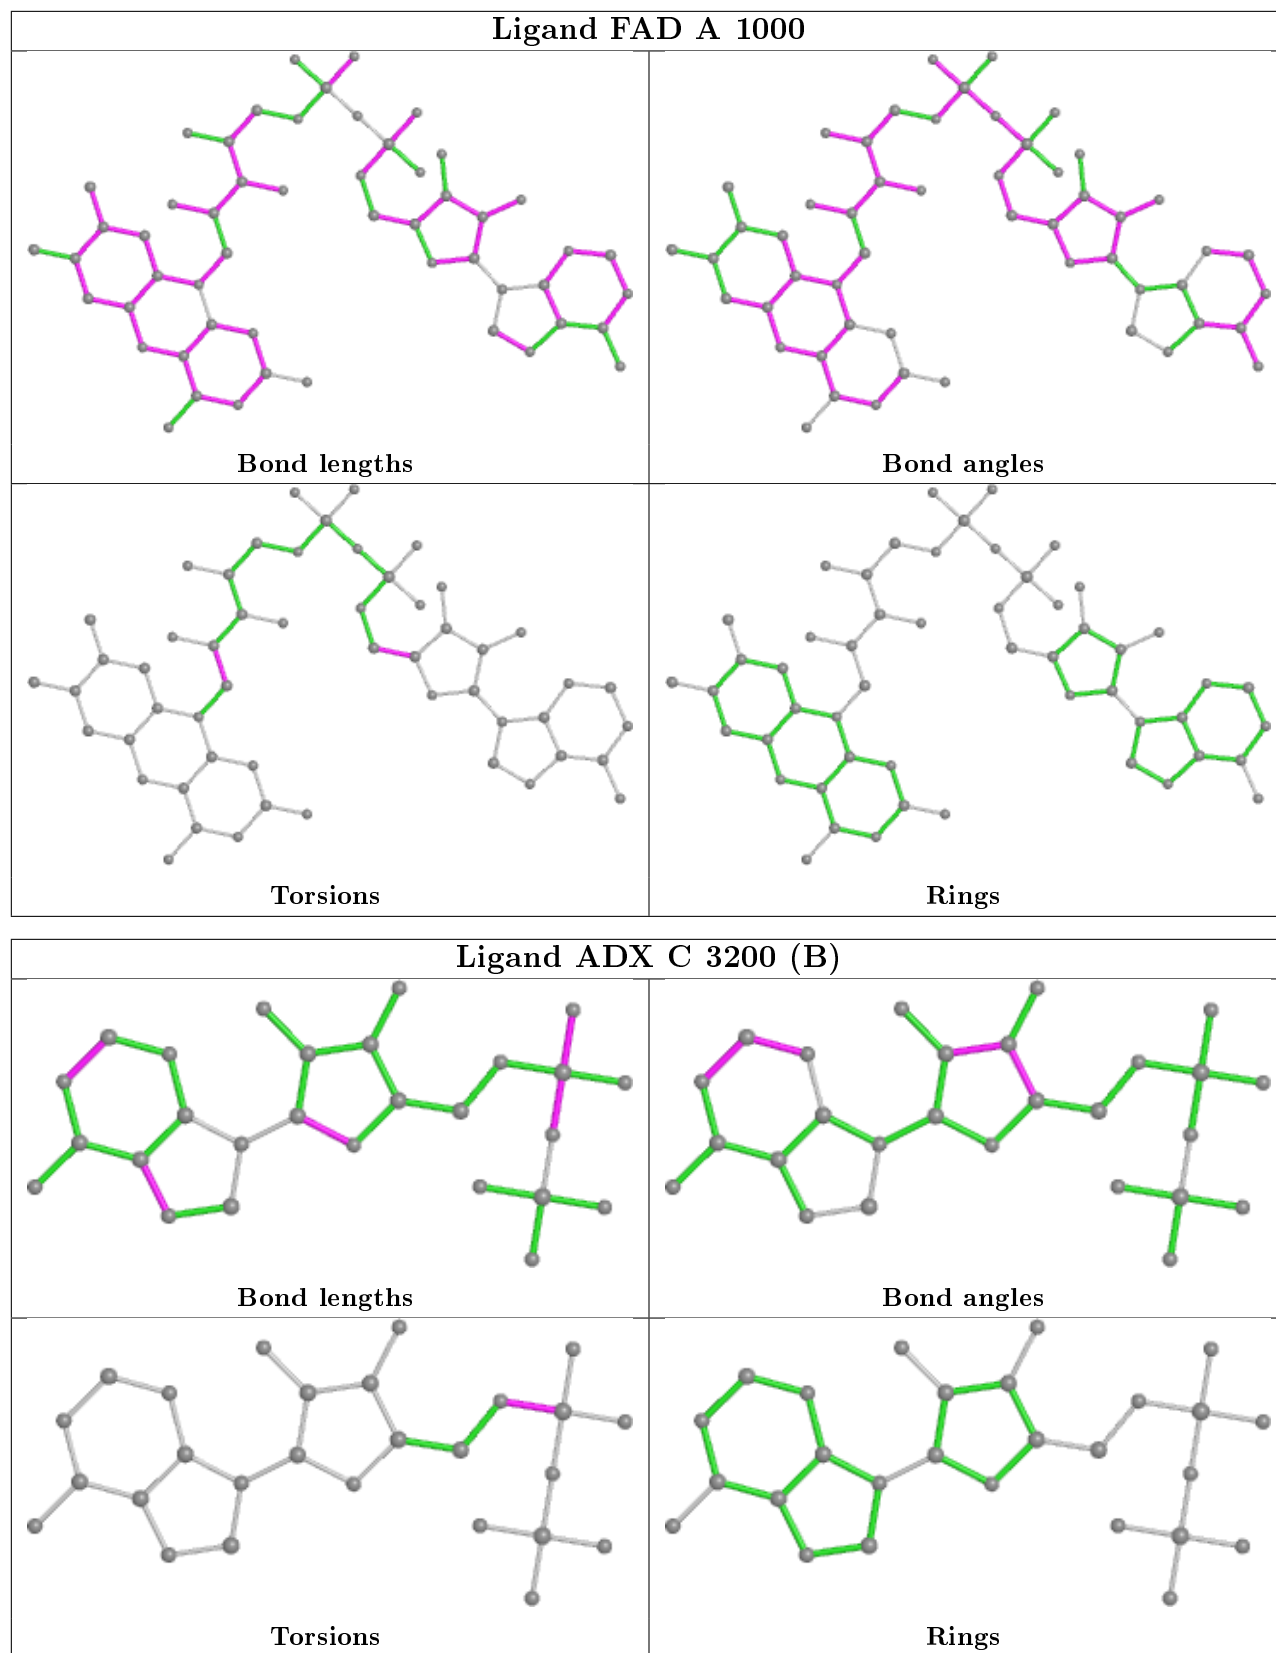 Ligand FAD A 1000
Bond lengths
Bond angles
Torsions
Rings
Ligand ADX C 3200 (B)
Bond lengths
Bond angles
Torsions
Rings